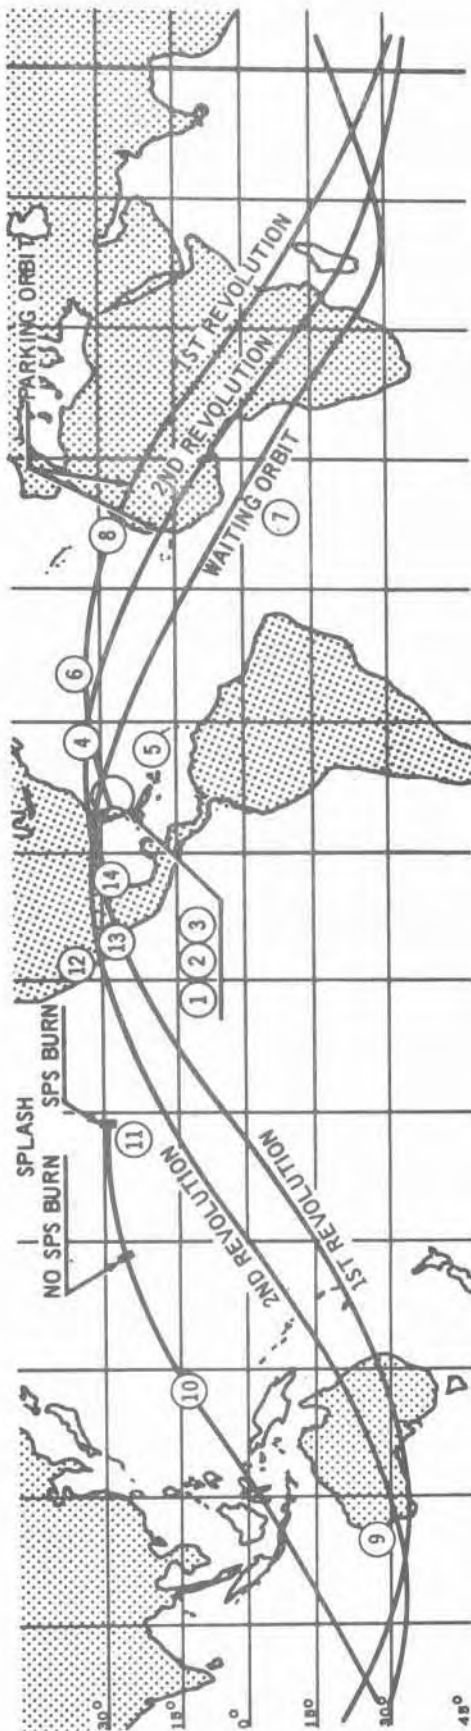 PARKING ORBIT
1ST REVOLUTION
2ND REVOLUTION
WAITING ORBIT
7
8
6
4
5
14
13
12
1 2 3
SPLASH
SPS BURN
NO SPS BURN
11
10
2ND REVOLUTION
1ST REVOLUTION
9
30°
15°
0°
15°
30°
45°